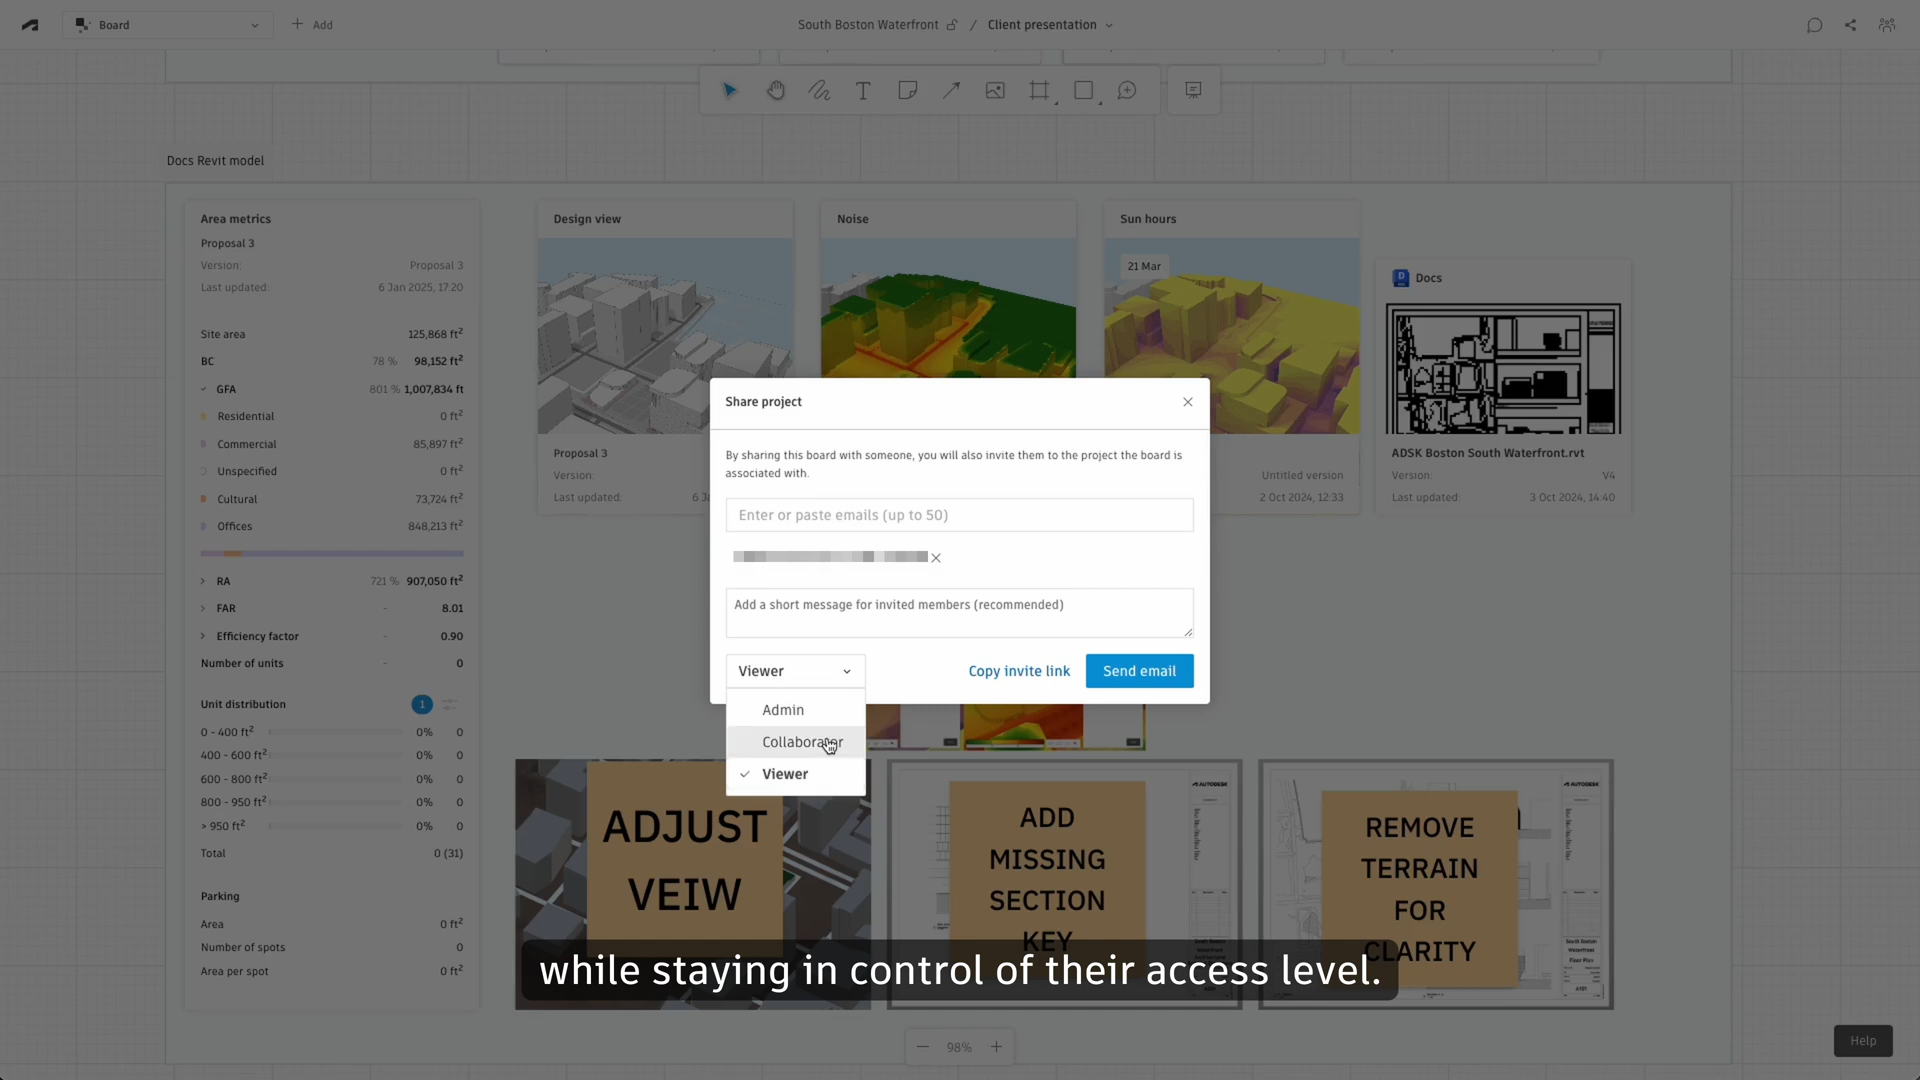 Board
Add
South Boston Waterfront / Client presentation
Docs Revit model
Area metrics
Proposal 3
Version: Proposal 3
Last updated: 6 Jan 2025, 17:20
Site area 125,868 ft²
BC 78 % 98,152 ft²
GFA 801 % 1,007,834 ft
Residential 0 ft²
Commercial 85,897 ft²
Unspecified 0 ft²
Cultural 73,724 ft²
Offices 848,213 ft²
RA 721 % 907,050 ft²
FAR - 8.01
Efficiency factor - 0.90
Number of units - 0
Unit distribution 1
0 - 400 ft² 0% 0
400 - 600 ft² 0% 0
600 - 800 ft² 0% 0
800 - 950 ft² 0% 0
> 950 ft² 0% 0
Total 0 (31)
Parking
Area 0 ft²
Number of spots 0
Area per spot 0 ft²
Design view
Proposal 3
Version:
Last updated: 6 Ja
Noise
Sun hours
21 Mar
Untitled version
2 Oct 2024, 12:33
Docs
ADSK Boston South Waterfront.rvt
Version: V4
Last updated: 3 Oct 2024, 14:40
Share project
By sharing this board with someone, you will also invite them to the project the board is
associated with.
Enter or paste emails (up to 50)
Add a short message for invited members (recommended)
Viewer
Copy invite link
Send email
Admin
Collaborator
Viewer
ADJUST
VEIW
ADD
MISSING
SECTION
KEY
AUTODESK
REMOVE
TERRAIN
FOR
CLARITY
AUTODESK
South Boston
Waterfront
Floor Plan
A101
while staying in control of their access level.
98%
Help